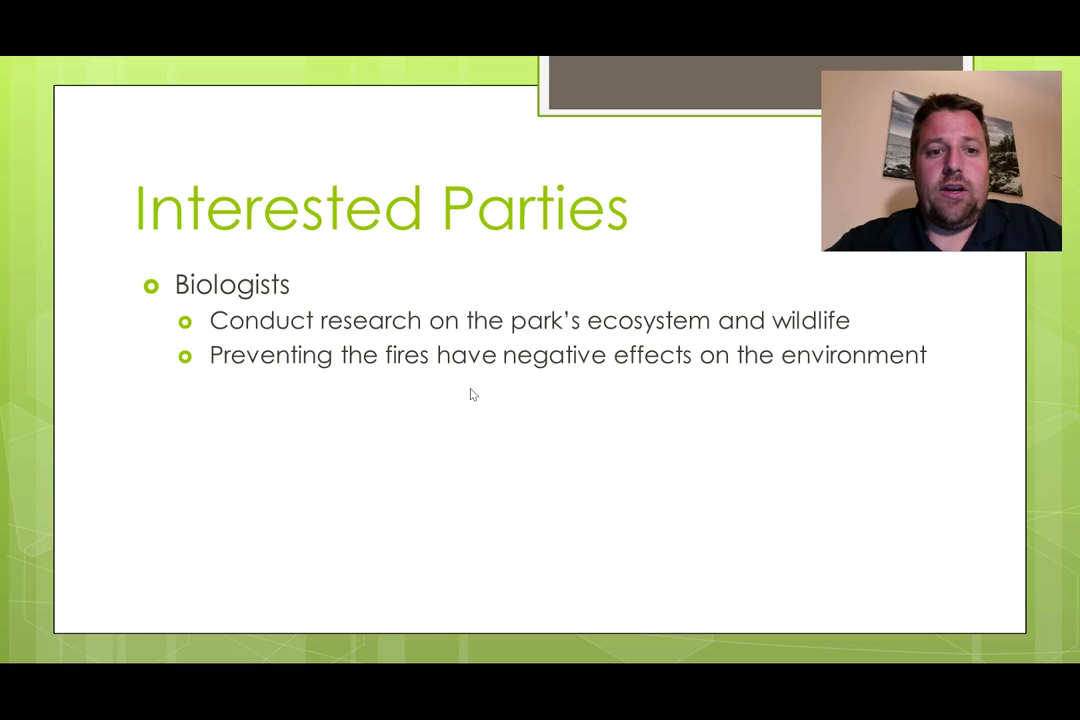 Interested Parties
Biologists
Conduct research on the park's ecosystem and wildlife
Preventing the fires have negative effects on the environment